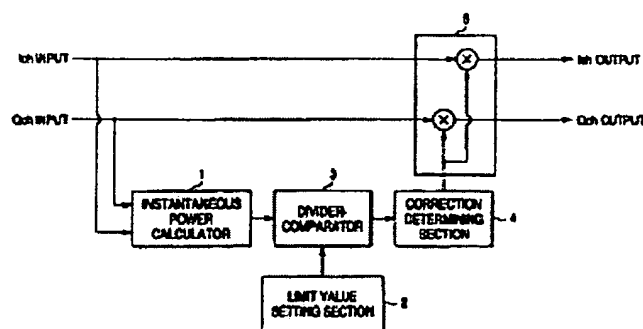 5
Ich INPUT
Ich OUTPUT
Qch INPUT
Qch OUTPUT
1
INSTANTANEOUS
POWER
CALCULATOR
3
DIVIDER-
COMPARATOR
CORRECTION
DETERMINING
SECTION
4
LIMIT VALUE
SETTING SECTION
2